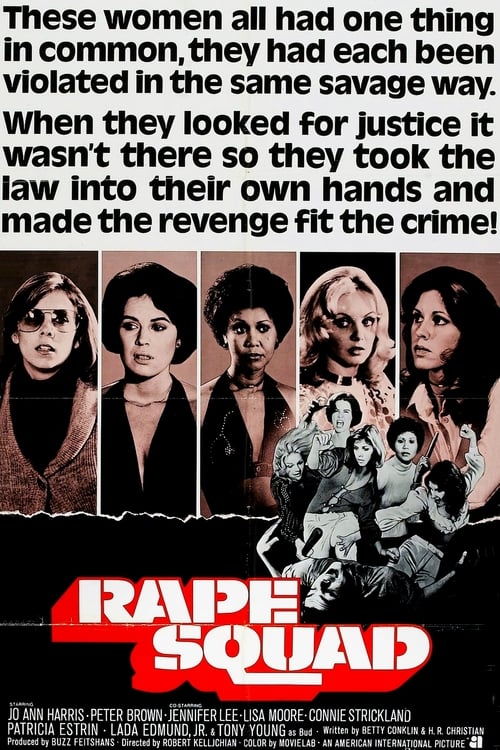 These women all had one thing
in common, they had each been
violated in the same savage way.
When they looked for justice it
wasn't there so they took the
law into their own hands and
made the revenge fit the crime!
RAPE
SQUAD
STARRING
JO ANN HARRIS · PETER BROWN ·
CO-STARRING
JENNIFER LEE · LISA MOORE · CONNIE STRICKLAND
PATRICIA ESTRIN · LADA EDMUND, JR. & TONY YOUNG as Bud · Written by BETTY CONKLIN & H. R. CHRISTIAN
Produced by BUZZ FEITSHANS · Directed by ROBERT KELLJCHIAN · COLOR by MOVIELAB · AN AMERICAN INTERNATIONAL PICTURE